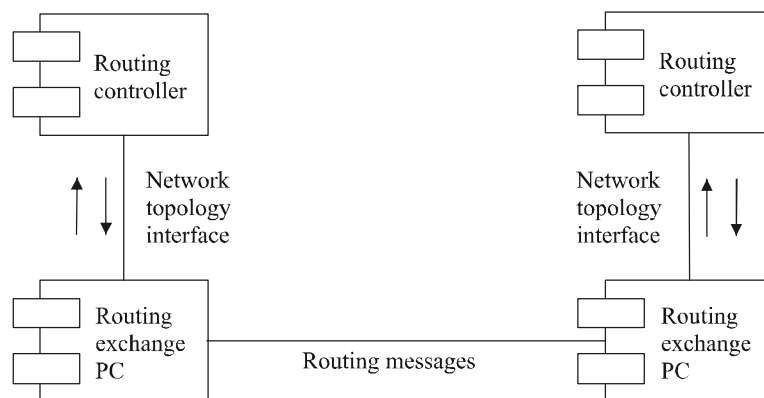 Routing
controller
Routing
controller
Network
topology
interface
Network
topology
interface
Routing
exchange
PC
Routing messages
Routing
exchange
PC